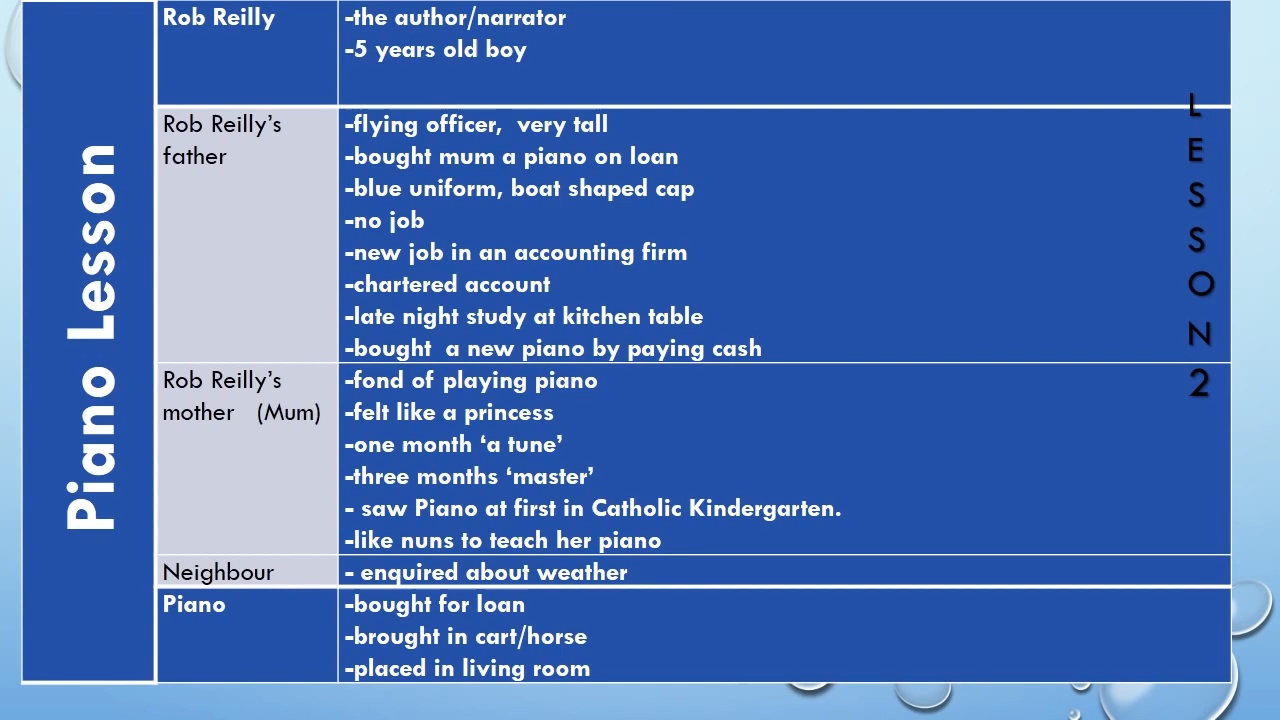 Piano Lesson
Rob Reilly
-the author/narrator
-5 years old boy
Rob Reilly’s
father
-flying officer,  very tall
-bought mum a piano on loan
-blue uniform, boat shaped cap
-no job
-new job in an accounting firm
-chartered account
-late night study at kitchen table
-bought  a new piano by paying cash
Rob Reilly’s
mother   (Mum)
-fond of playing piano
-felt like a princess
-one month ‘a tune’
-three months ‘master’
- saw Piano at first in Catholic Kindergarten.
-like nuns to teach her piano
Neighbour
- enquired about weather
Piano
-bought for loan
-brought in cart/horse
-placed in living room
L
E
S
S
O
N
2